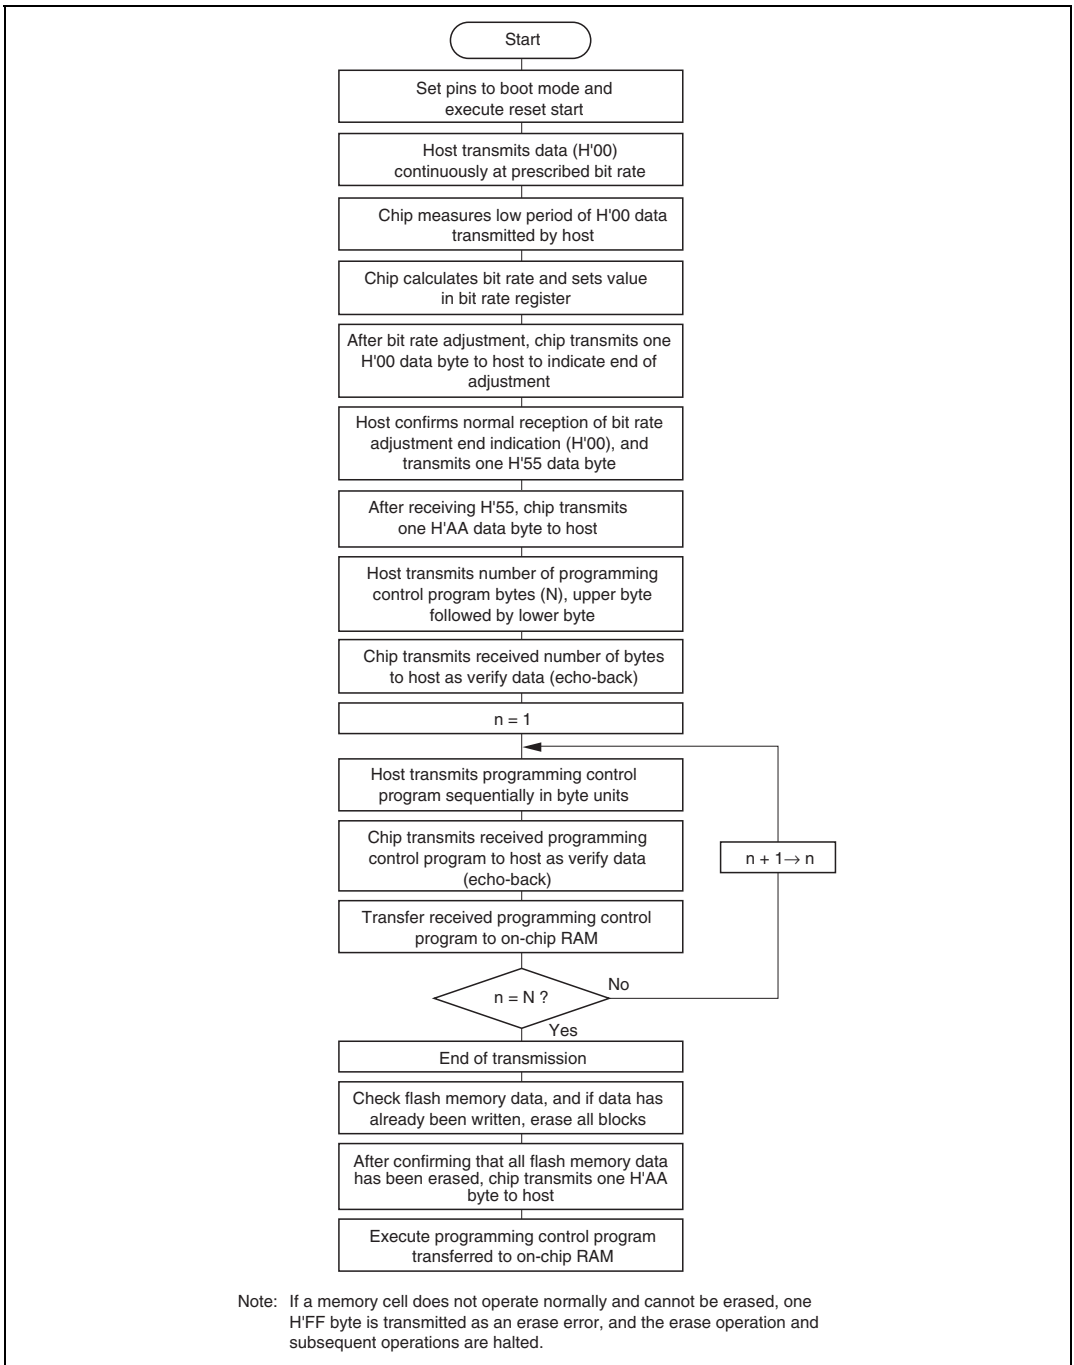 Start
Set pins to boot mode and
execute reset start
Host transmits data (H'00)
continuously at prescribed bit rate
Chip measures low period of H'00 data
transmitted by host
Chip calculates bit rate and sets value
in bit rate register
After bit rate adjustment, chip transmits one
H'00 data byte to host to indicate end of
adjustment
Host confirms normal reception of bit rate
adjustment end indication (H'00), and
transmits one H'55 data byte
After receiving H'55, chip transmits
one H'AA data byte to host
Host transmits number of programming
control program bytes (N), upper byte
followed by lower byte
Chip transmits received number of bytes
to host as verify data (echo-back)
n = 1
Host transmits programming control
program sequentially in byte units
Chip transmits received programming
control program to host as verify data
(echo-back)
n + 1→ n
Transfer received programming control
program to on-chip RAM
n = N ?
No
Yes
End of transmission
Check flash memory data, and if data has
already been written, erase all blocks
After confirming that all flash memory data
has been erased, chip transmits one H'AA
byte to host
Execute programming control program
transferred to on-chip RAM
Note: If a memory cell does not operate normally and cannot be erased, one
H'FF byte is transmitted as an erase error, and the erase operation and
subsequent operations are halted.